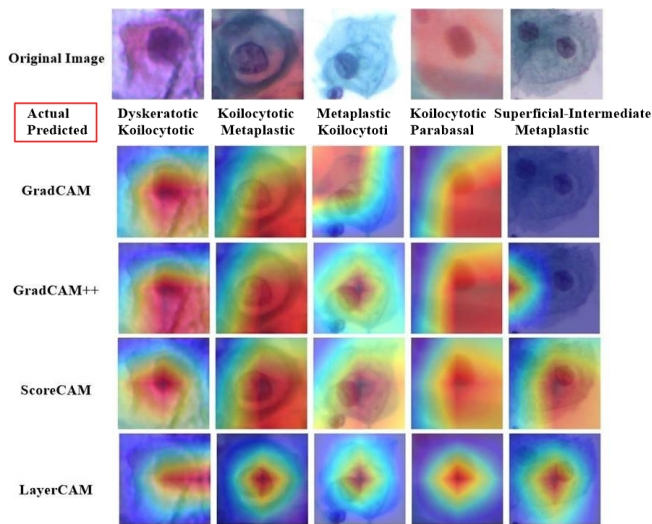 Original Image
Actual Dyskeratotic Koilocytotic Metaplastic Koilocytotic Superficial-Intermediate
Predicted Koilocytotic Metaplastic Koilocytoti Parabasal Metaplastic
GradCAM
GradCAM++
ScoreCAM
LayerCAM